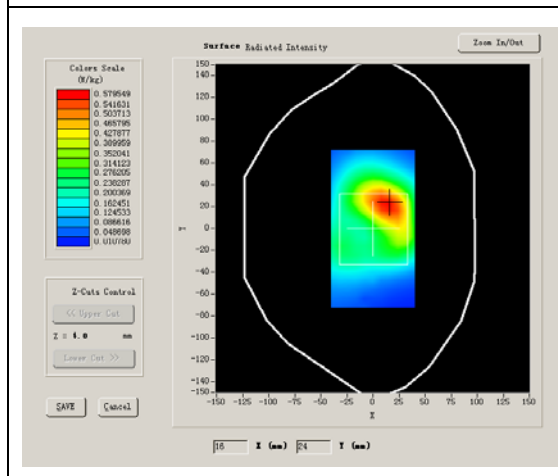 Surface Radiated Intensity
Zoom In/Out
Colors Scale
(W/kg)
0.579549
0.541631
0.503713
0.465795
0.427877
0.389959
0.352041
0.314123
0.276205
0.238287
0.200369
0.162451
0.124533
0.086616
0.048698
0.010780
Z-Cuts Control
<< Upper Cut
Z = 4.0 mm
Lower Cut >>
SAVE
Cancel
150
140
120
100
80
60
40
20
0
-20
-40
-60
-80
-100
-120
-140
-150
Y
-150 -125 -100 -75 -50 -25 0 25 50 75 100 125 150
X
16 X (mm) 24 Y (mm)